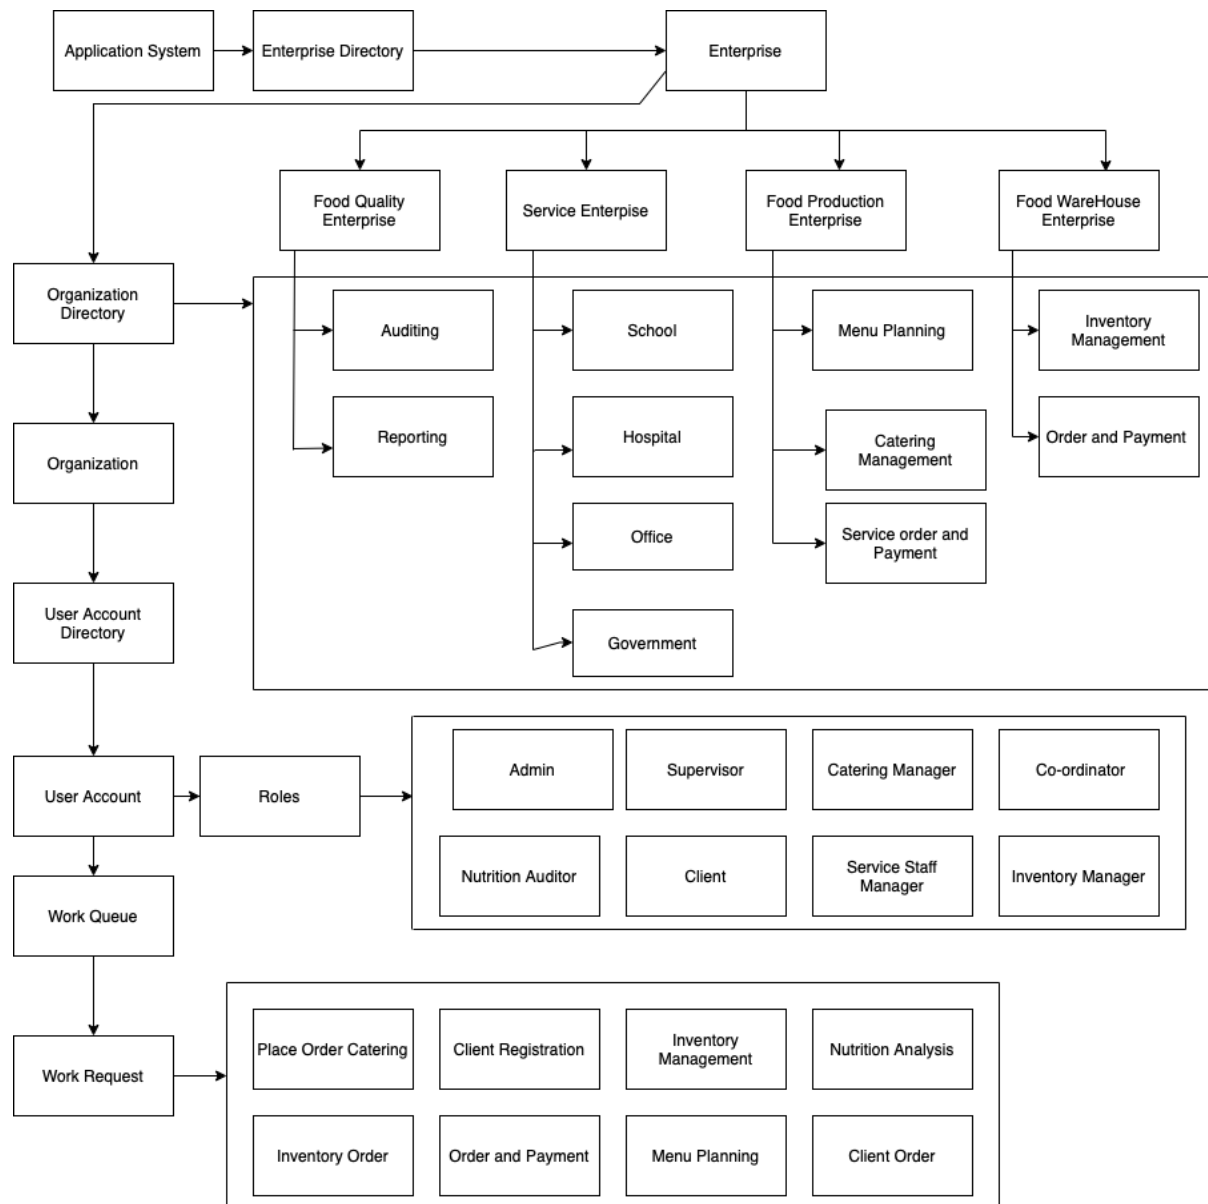 Application System
Enterprise Directory
Enterprise
Food Quality
Enterprise
Service Enterpise
Food Production
Enterprise
Food WareHouse
Enterprise
Organization
Directory
Auditing
School
Menu Planning
Inventory
Management
Reporting
Hospital
Catering
Management
Order and Payment
Organization
Office
Service order and
Payment
User Account
Directory
Government
User Account
Roles
Admin
Supervisor
Catering Manager
Co-ordinator
Nutrition Auditor
Client
Service Staff
Manager
Inventory Manager
Work Queue
Work Request
Place Order Catering
Client Registration
Inventory
Management
Nutrition Analysis
Inventory Order
Order and Payment
Menu Planning
Client Order